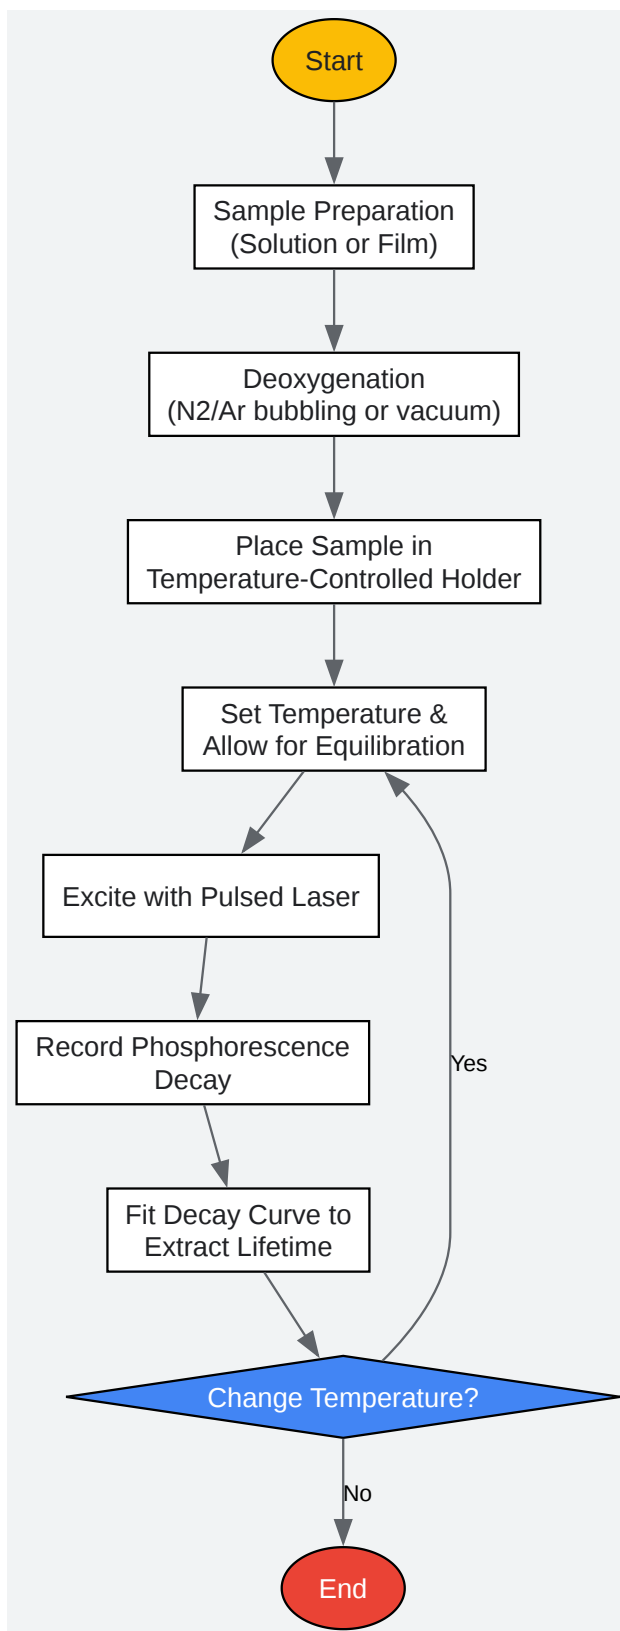 Start
Sample Preparation
(Solution or Film)
Deoxygenation
(N2/Ar bubbling or vacuum)
Place Sample in
Temperature-Controlled Holder
Set Temperature &
Allow for Equilibration
Excite with Pulsed Laser
Record Phosphorescence
Decay
Yes
Fit Decay Curve to
Extract Lifetime
Change Temperature?
No
End